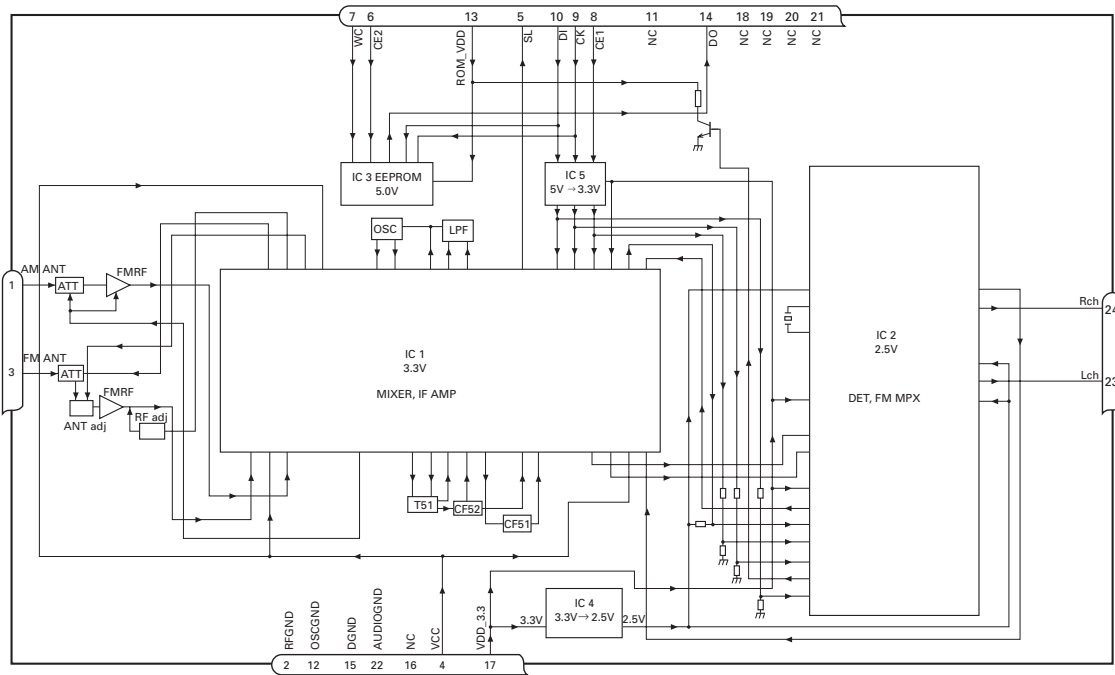 7 6 13 5 10 9 8 11 14 18 19 20 21
WC CE2 ROM_VDD SL DI CK CE1 NC DO NC NC NC NC
IC 3 EEPROM
5.0V
IC 5
5V → 3.3V
OSC LPF
1 AM ANT
ATT FMRF
3 FM ANT
ATT
FMRF
ANT adj
RF adj
IC 1
3.3V
MIXER, IF AMP
IC 2
2.5V
DET, FM MPX
Rch 24
Lch 23
T51 CF52
CF51
IC 4
3.3V→ 2.5V
3.3V 2.5V
RFGND OSCGND DGND AUDIOGND NC VCC VDD_3.3
2 12 15 22 16 4 17